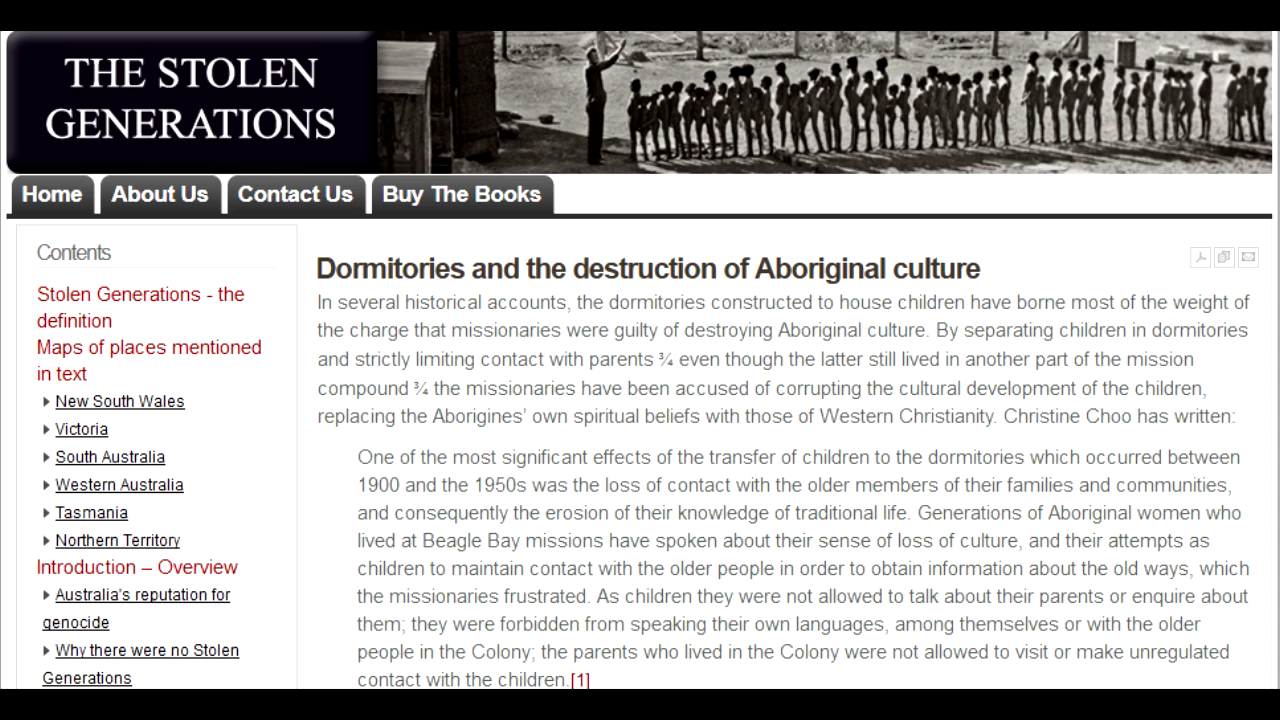 THE STOLEN
GENERATIONS
Home
About Us
Contact Us
Buy The Books
Contents
Stolen Generations - the
definition
Maps of places mentioned
in text
New South Wales
Victoria
South Australia
Western Australia
Tasmania
Northern Territory
Introduction – Overview
Australia's reputation for
genocide
Why there were no Stolen
Generations
Dormitories and the destruction of Aboriginal culture
In several historical accounts, the dormitories constructed to house children have borne most of the weight of
the charge that missionaries were guilty of destroying Aboriginal culture. By separating children in dormitories
and strictly limiting contact with parents ¾ even though the latter still lived in another part of the mission
compound ¾ the missionaries have been accused of corrupting the cultural development of the children,
replacing the Aborigines’ own spiritual beliefs with those of Western Christianity. Christine Choo has written:
One of the most significant effects of the transfer of children to the dormitories which occurred between
1900 and the 1950s was the loss of contact with the older members of their families and communities,
and consequently the erosion of their knowledge of traditional life. Generations of Aboriginal women who
lived at Beagle Bay missions have spoken about their sense of loss of culture, and their attempts as
children to maintain contact with the older people in order to obtain information about the old ways, which
the missionaries frustrated. As children they were not allowed to talk about their parents or enquire about
them; they were forbidden from speaking their own languages, among themselves or with the older
people in the Colony; the parents who lived in the Colony were not allowed to visit or make unregulated
contact with the children.[1]